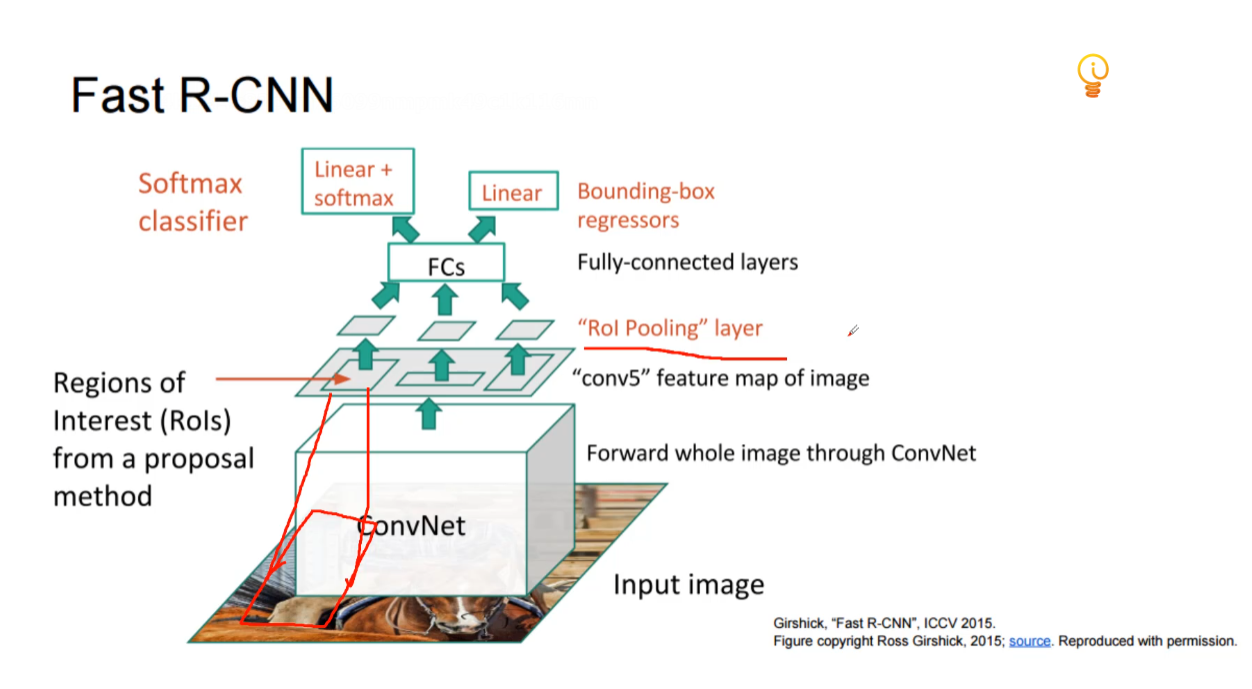 Fast R-CNN
Softmax
classifier
Linear +
softmax
Linear
Bounding-box
regressors
FCs
Fully-connected layers
“RoI Pooling” layer
“conv5” feature map of image
Regions of
Interest (RoIs)
from a proposal
method
Forward whole image through ConvNet
ConvNet
Input image
Girshick, “Fast R-CNN”, ICCV 2015.
Figure copyright Ross Girshick, 2015; source. Reproduced with permission.